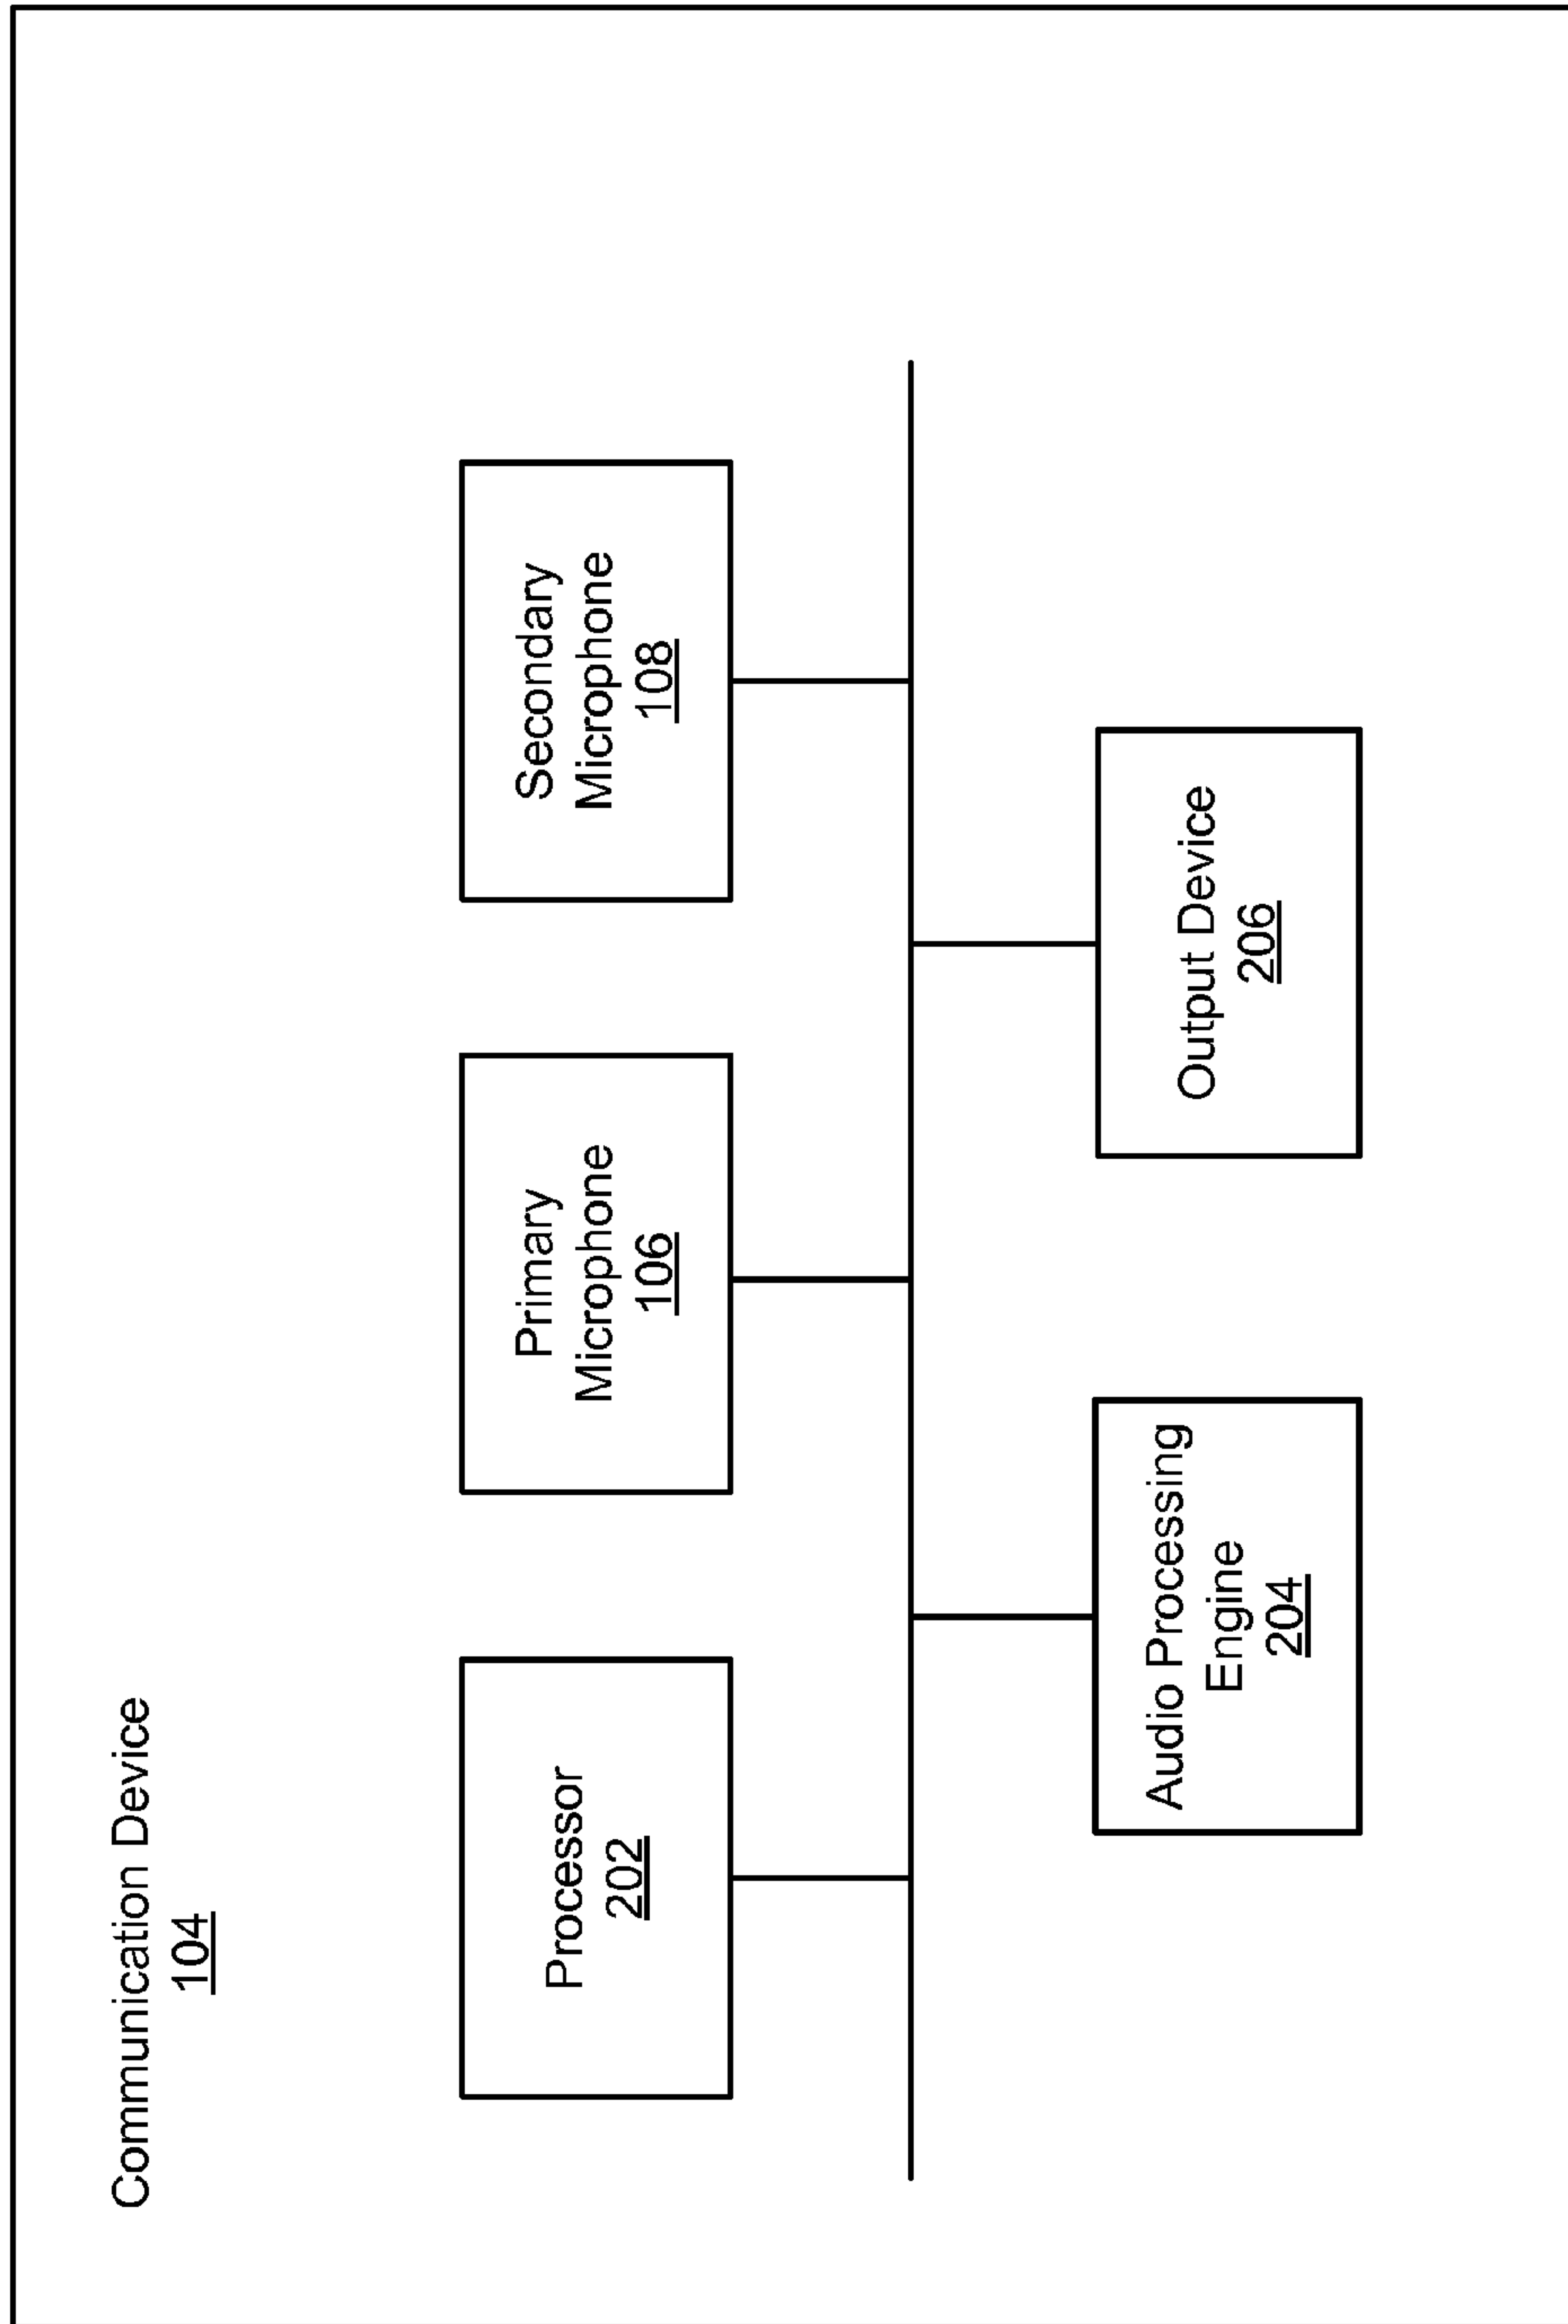 Communication Device
104
Processor
202
Primary
Microphone
106
Secondary
Microphone
108
Audio Processing
Engine
204
Output Device
206